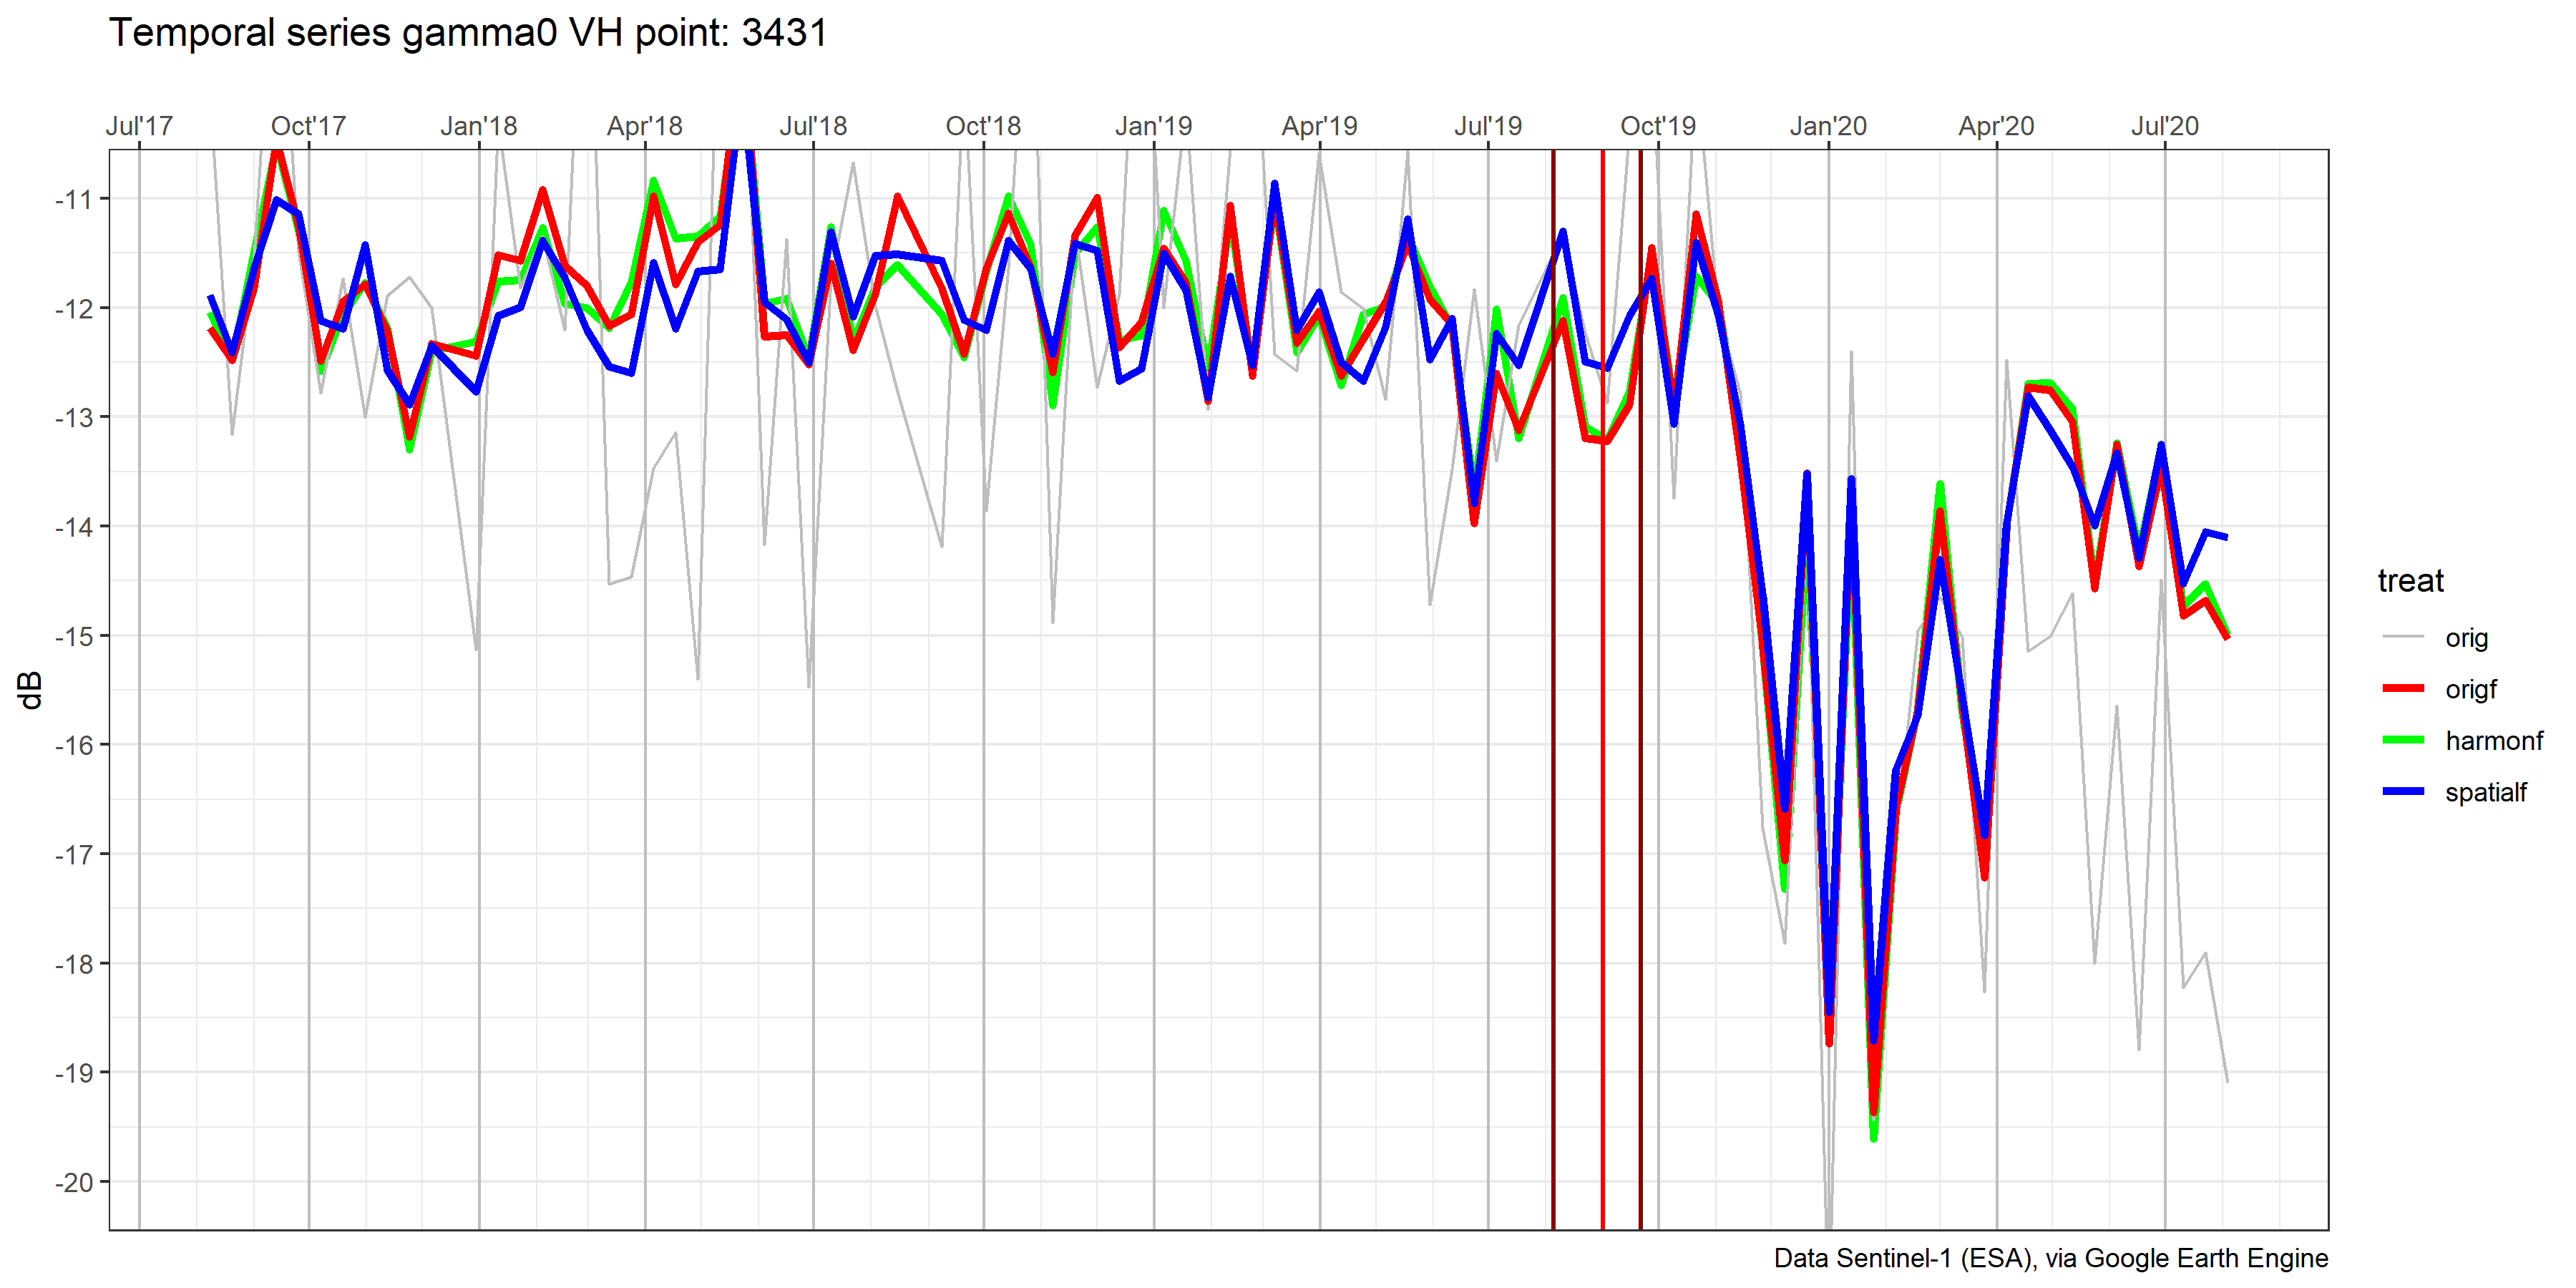 Temporal series gamma0 VH point: 3431
Jul'17 Oct'17 Jan'18 Apr'18 Jul'18 Oct'18 Jan'19 Apr'19 Jul'19 Oct'19 Jan'20 Apr'20 Jul'20
-11
-12
-13
-14
-15
-16
-17
-18
-19
-20
dB
treat
orig
origf
harmonf
spatialf
Data Sentinel-1 (ESA), via Google Earth Engine